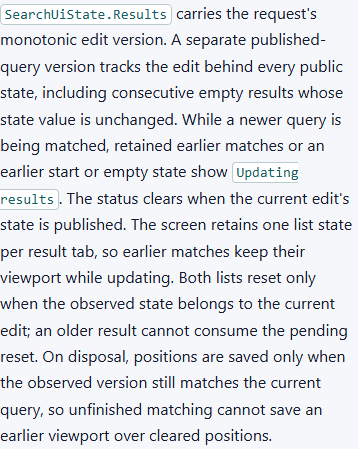 SearchUiState.Results carries the request's
monotonic edit version. A separate published-
query version tracks the edit behind every public
state, including consecutive empty results whose
state value is unchanged. While a newer query is
being matched, retained earlier matches or an
earlier start or empty state show Updating
results. The status clears when the current edit's
state is published. The screen retains one list state
per result tab, so earlier matches keep their
viewport while updating. Both lists reset only
when the observed state belongs to the current
edit; an older result cannot consume the pending
reset. On disposal, positions are saved only when
the observed version still matches the current
query, so unfinished matching cannot save an
earlier viewport over cleared positions.